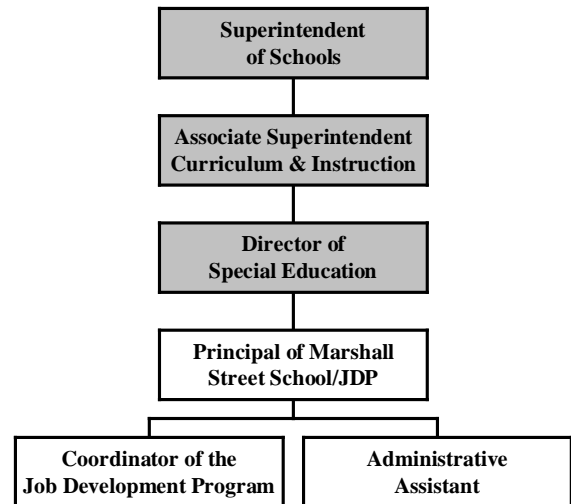 Superintendent
of Schools
Associate Superintendent
Curriculum & Instruction
Director of
Special Education
Principal of Marshall
Street School/JDP
Coordinator of the
Job Development Program
Administrative
Assistant